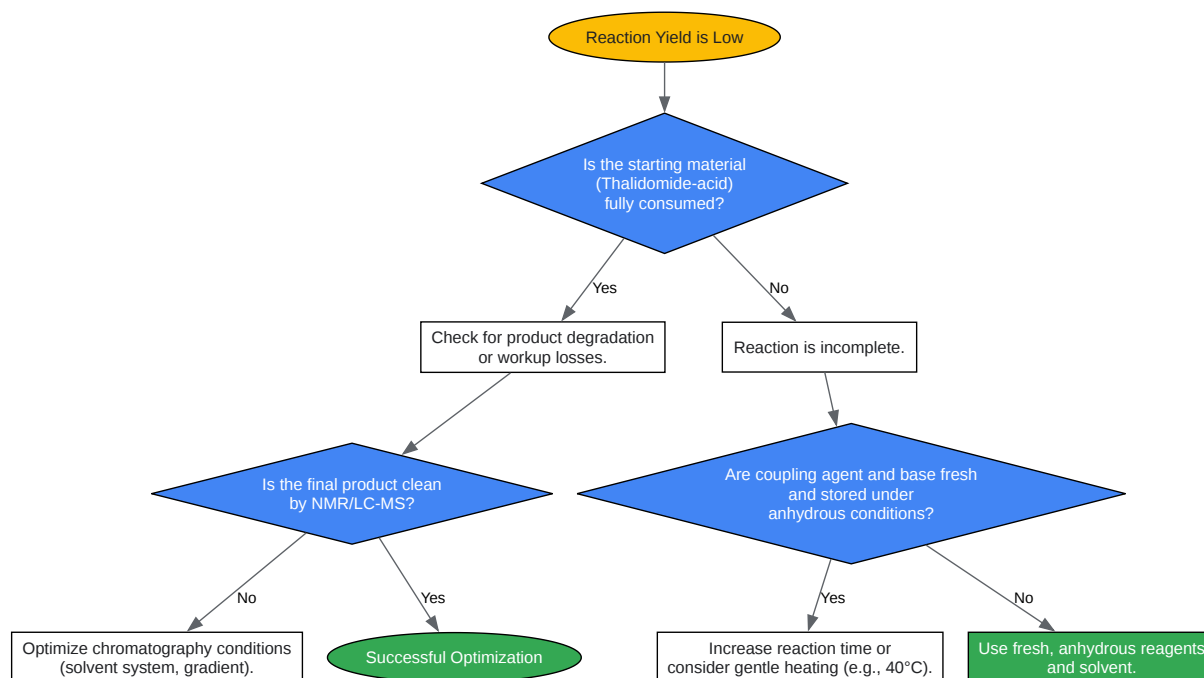 Reaction Yield is Low
Is the starting material
(Thalidomide-acid)
fully consumed?
Yes
No
Check for product degradation
or workup losses.
Reaction is incomplete.
Is the final product clean
by NMR/LC-MS?
Are coupling agent and base fresh
and stored under
anhydrous conditions?
No
Yes
Yes
No
Optimize chromatography conditions
(solvent system, gradient).
Successful Optimization
Increase reaction time or
consider gentle heating (e.g., 40°C).
Use fresh, anhydrous reagents
and solvent.